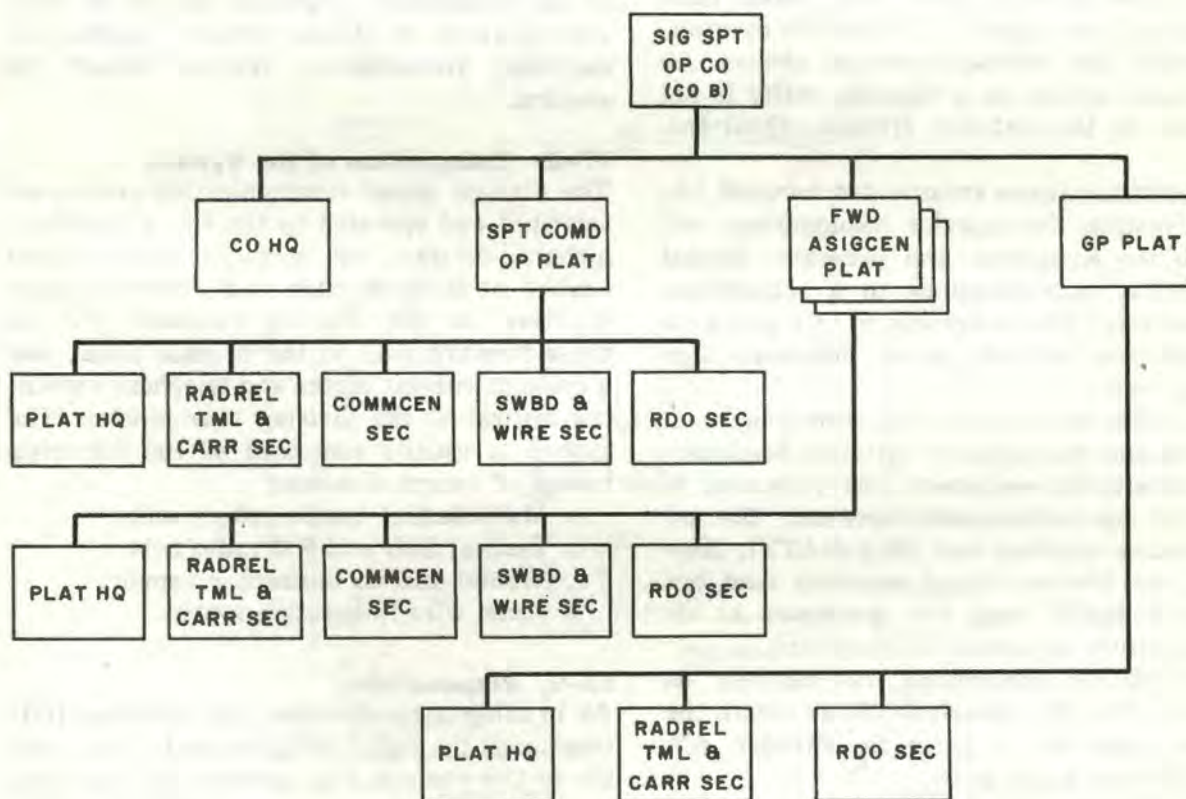 SIG SPT
OP CO
(CO B)
CO HQ
SPT COMD
OP PLAT
FWD
ASIGCEN
PLAT
GP PLAT
PLAT HQ
RADREL
TML &
CARR SEC
COMMCEN
SEC
SWBD &
WIRE SEC
RDO SEC
PLAT HQ
RADREL
TML &
CARR SEC
COMMCEN
SEC
SWBD &
WIRE SEC
RDO SEC
PLAT HQ
RADREL
TML &
CARR SEC
RDO SEC